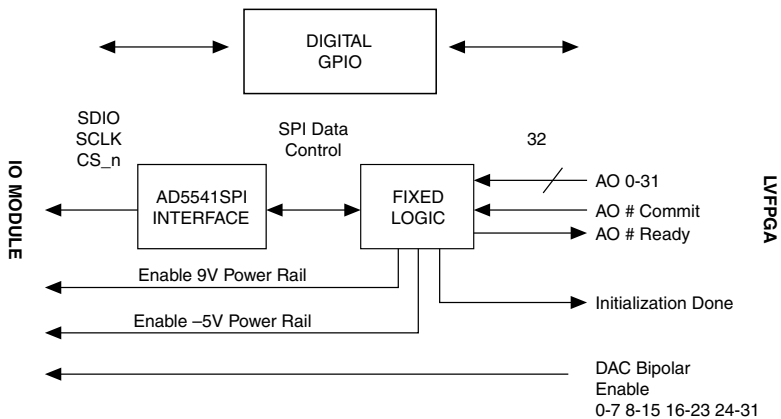 DIGITAL
GPIO
SDIO
SCLK
CS_n
SPI Data
Control
32
IO MODULE
AD5541SPI
INTERFACE
FIXED
LOGIC
AO 0-31
AO # Commit
AO # Ready
LVFPGA
Enable 9V Power Rail
Initialization Done
Enable –5V Power Rail
DAC Bipolar
Enable
0-7 8-15 16-23 24-31